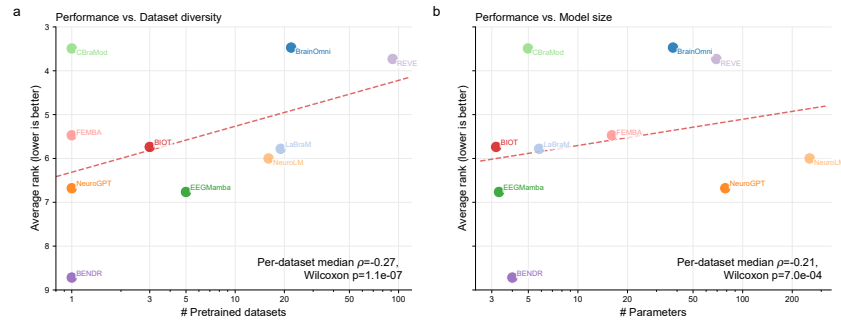 a
Performance vs. Dataset diversity
3
4
5
6
7
8
9
Average rank (lower is better)
CBraMod
BrainOmni
REVE
FEMBA
BIOT
LaBraM
NeuroLM
NeuroGPT
EEGMamba
BENDR
Per-dataset median ρ=-0.27,
Wilcoxon p=1.1e-07
1 3 5 10 20 50 100
# Pretrained datasets
b
Performance vs. Model size
Average rank (lower is better)
CBraMod
BrainOmni
REVE
FEMBA
BIOT
LaBraM
NeuroLM
EEGMamba
NeuroGPT
BENDR
Per-dataset median ρ=-0.21,
Wilcoxon p=7.0e-04
3 5 10 20 50 100 200
# Parameters